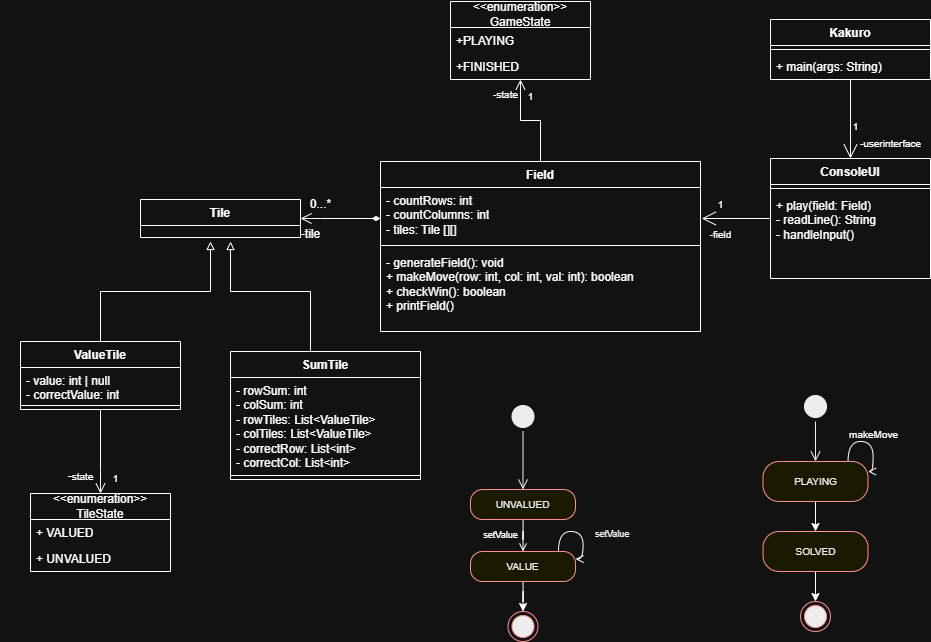 <<enumeration>>
GameState
+PLAYING
+FINISHED
-state
1
Kakuro
+ main(args: String)
1
-userinterface
ConsoleUI
+ play(field: Field)
- readLine(): String
- handleInput()
1
-field
Field
- countRows: int
- countColumns: int
- tiles: Tile [][]
- generateField(): void
+ makeMove(row: int, col: int, val: int): boolean
+ checkWin(): boolean
+ printField()
0...*
-tile
Tile
ValueTile
- value: int | null
- correctValue: int
SumTile
- rowSum: int
- colSum: int
- rowTiles: List<ValueTile>
- colTiles: List<ValueTile>
- correctRow: List<int>
- correctCol: List<int>
-state
1
<<enumeration>>
TileState
+ VALUED
+ UNVALUED
UNVALUED
setValue
setValue
VALUE
makeMove
PLAYING
SOLVED